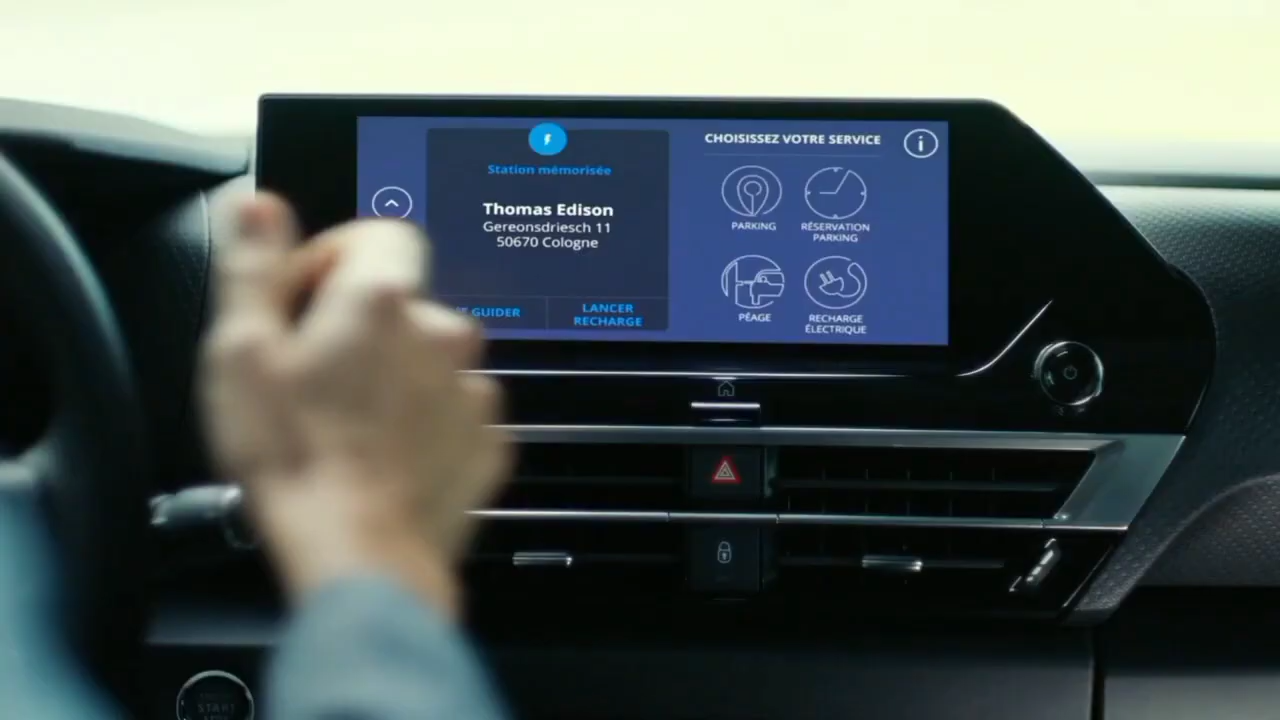 Station mémorisée
Thomas Edison
Gereonsdriesch 11
50670 Cologne
GUIDER
LANCER
RECHARGE
CHOISISSEZ VOTRE SERVICE
i
PARKING
RÉSERVATION
PARKING
PÉAGE
RECHARGE
ÉLECTRIQUE
START